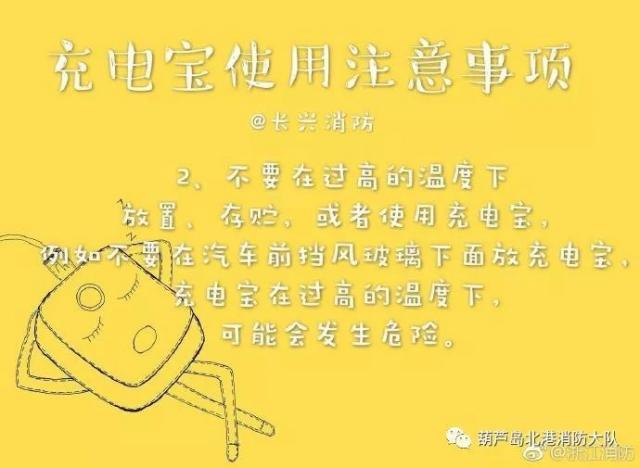 充电宝使用注意事项
@长兴消防
2、不要在过高的温度下
放置、存贮，或者使用充电宝，
例如不要在汽车前挡风玻璃下面放充电宝，
充电宝在过高的温度下，
可能会发生危险。
z
z
z
葫芦岛北港消防大队
@浙江消防